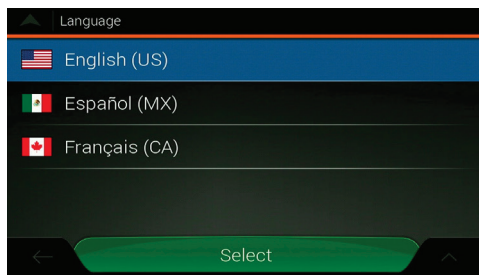 Language
English (US)
Español (MX)
Français (CA)
Select